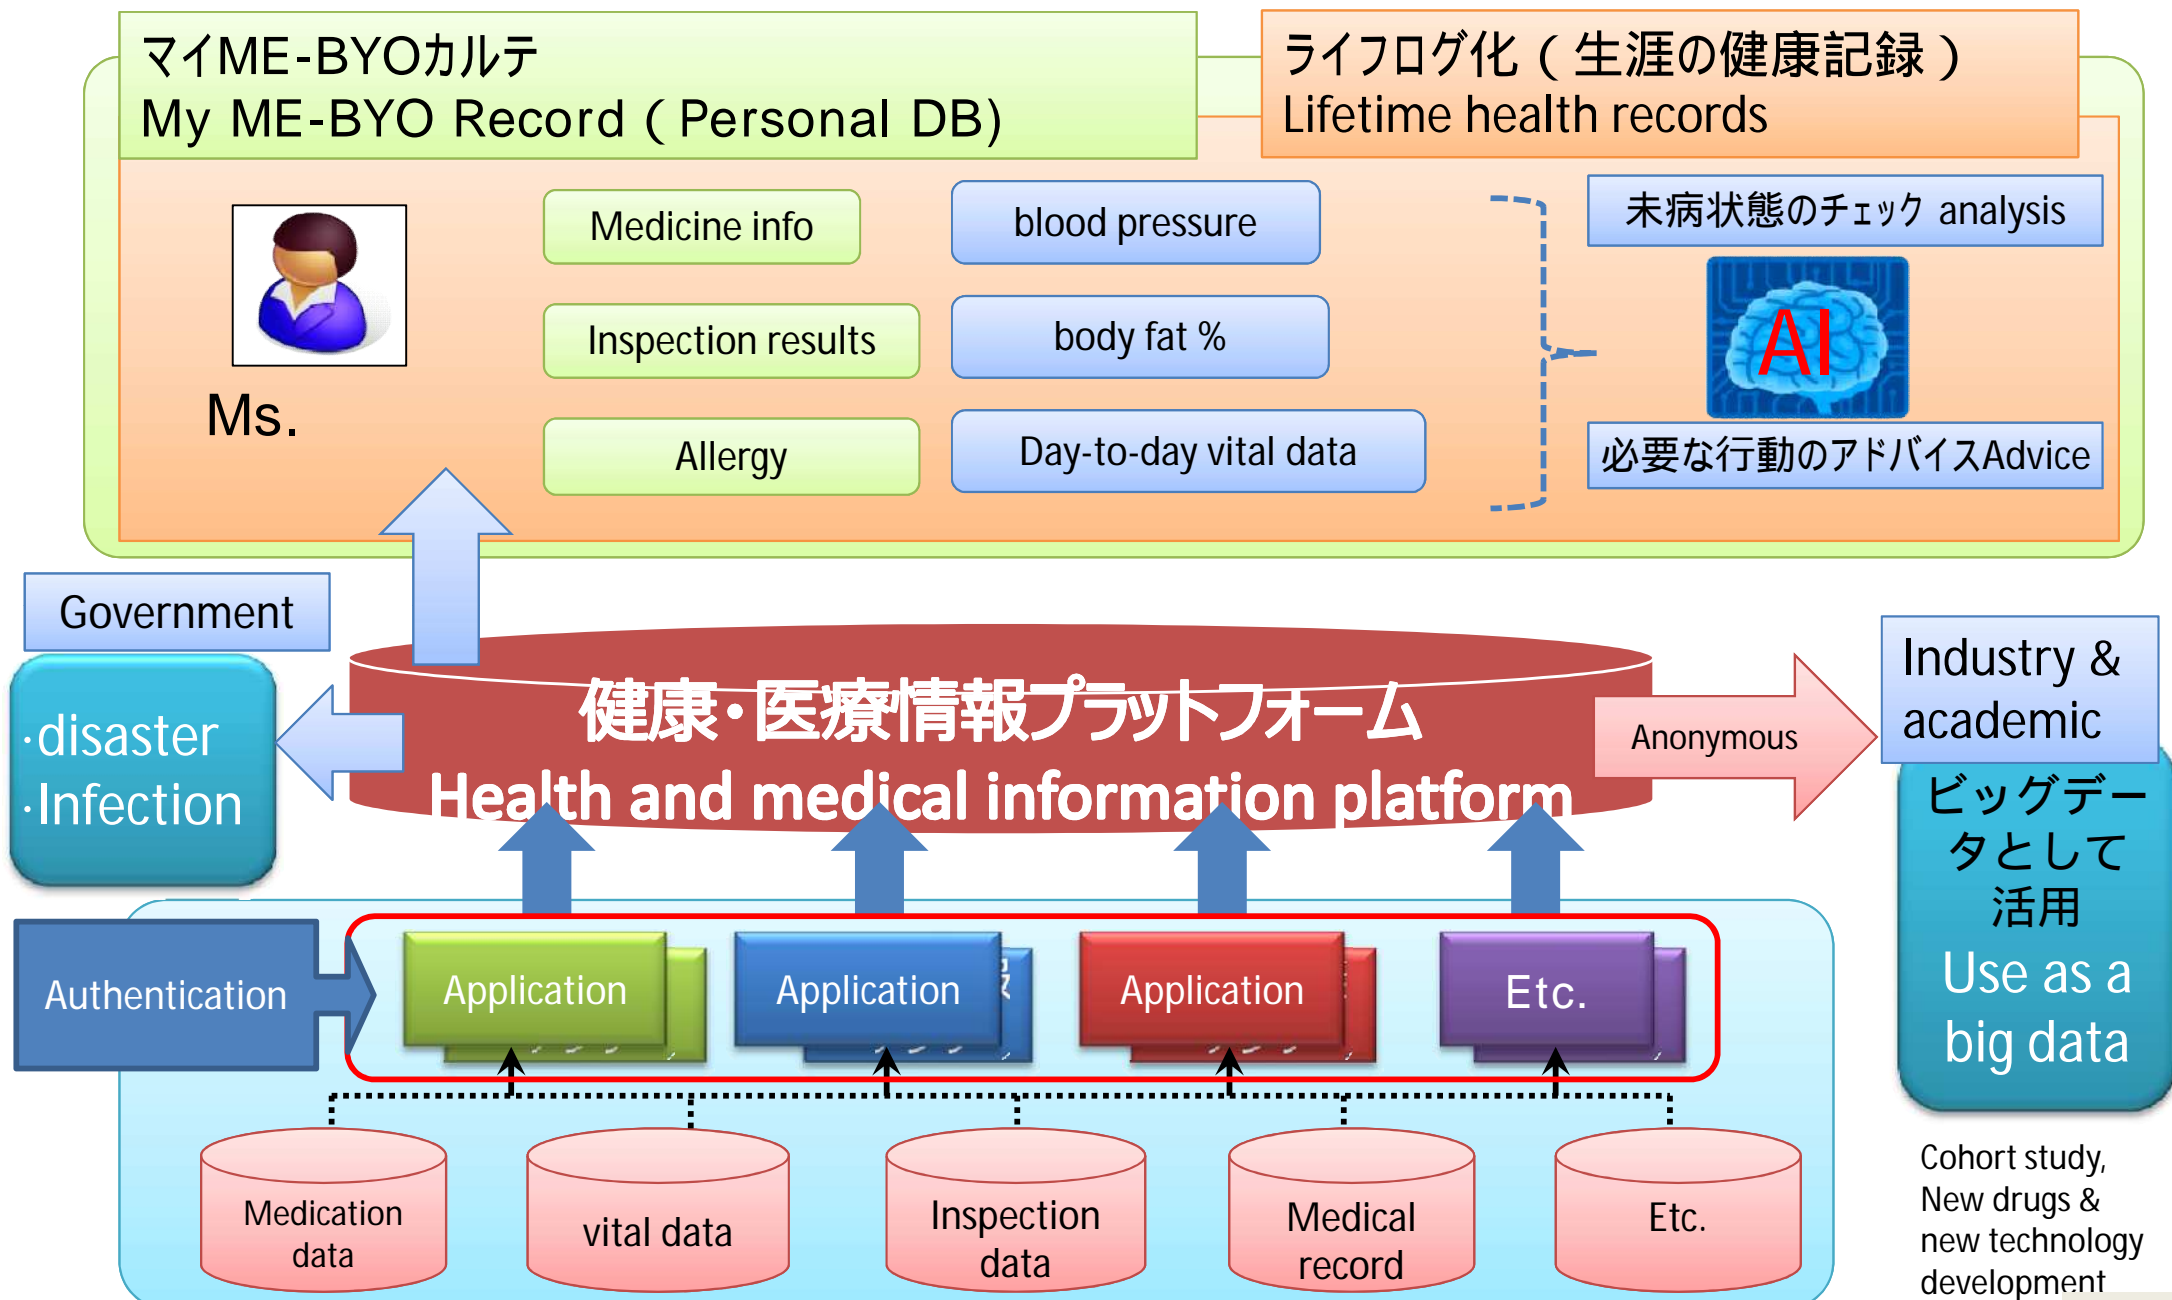 マイME-BYOカルテ
My ME-BYO Record ( Personal DB)
ライフログ化 ( 生涯の健康記録 )
Lifetime health records
Ms.
Medicine info
blood pressure
Inspection results
body fat %
Allergy
Day-to-day vital data
未病状態のチェック analysis
AI
必要な行動のアドバイスAdvice
Government
・disaster
・Infection
健康・医療情報プラットフォーム
Health and medical information platform
Anonymous
Industry &
academic
ビッグデー
タとして
活用
Use as a
big data
Cohort study,
New drugs &
new technology
development
Authentication
Application
Application
Application
Etc.
Medication
data
vital data
Inspection
data
Medical
record
Etc.